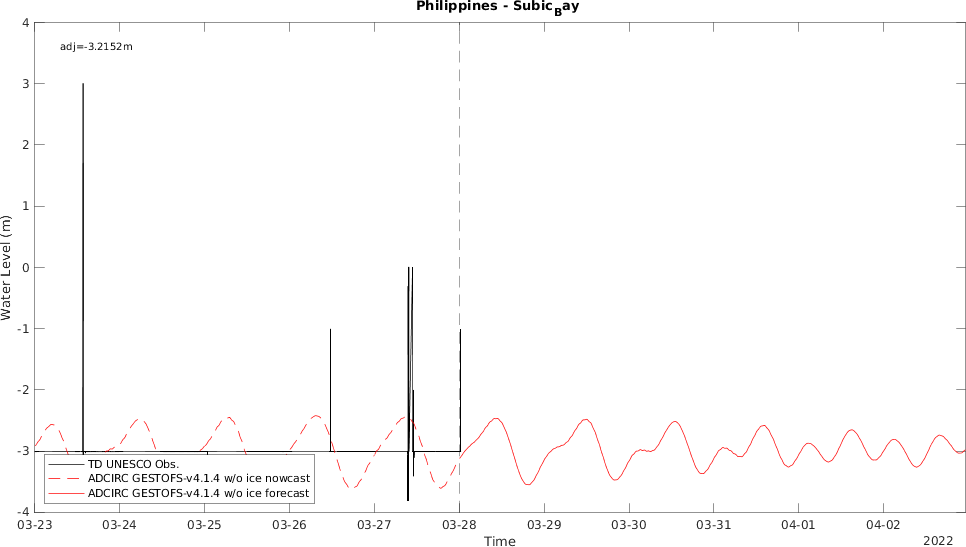 Philippines - Subic_Bay
4
adj=-3.2152m
3
2
1
0
-1
-2
-3
-4
Water Level (m)
TD UNESCO Obs.
ADCIRC GESTOFS-v4.1.4 w/o ice nowcast
ADCIRC GESTOFS-v4.1.4 w/o ice forecast
03-23 03-24 03-25 03-26 03-27 03-28 03-29 03-30 03-31 04-01 04-02
Time
2022